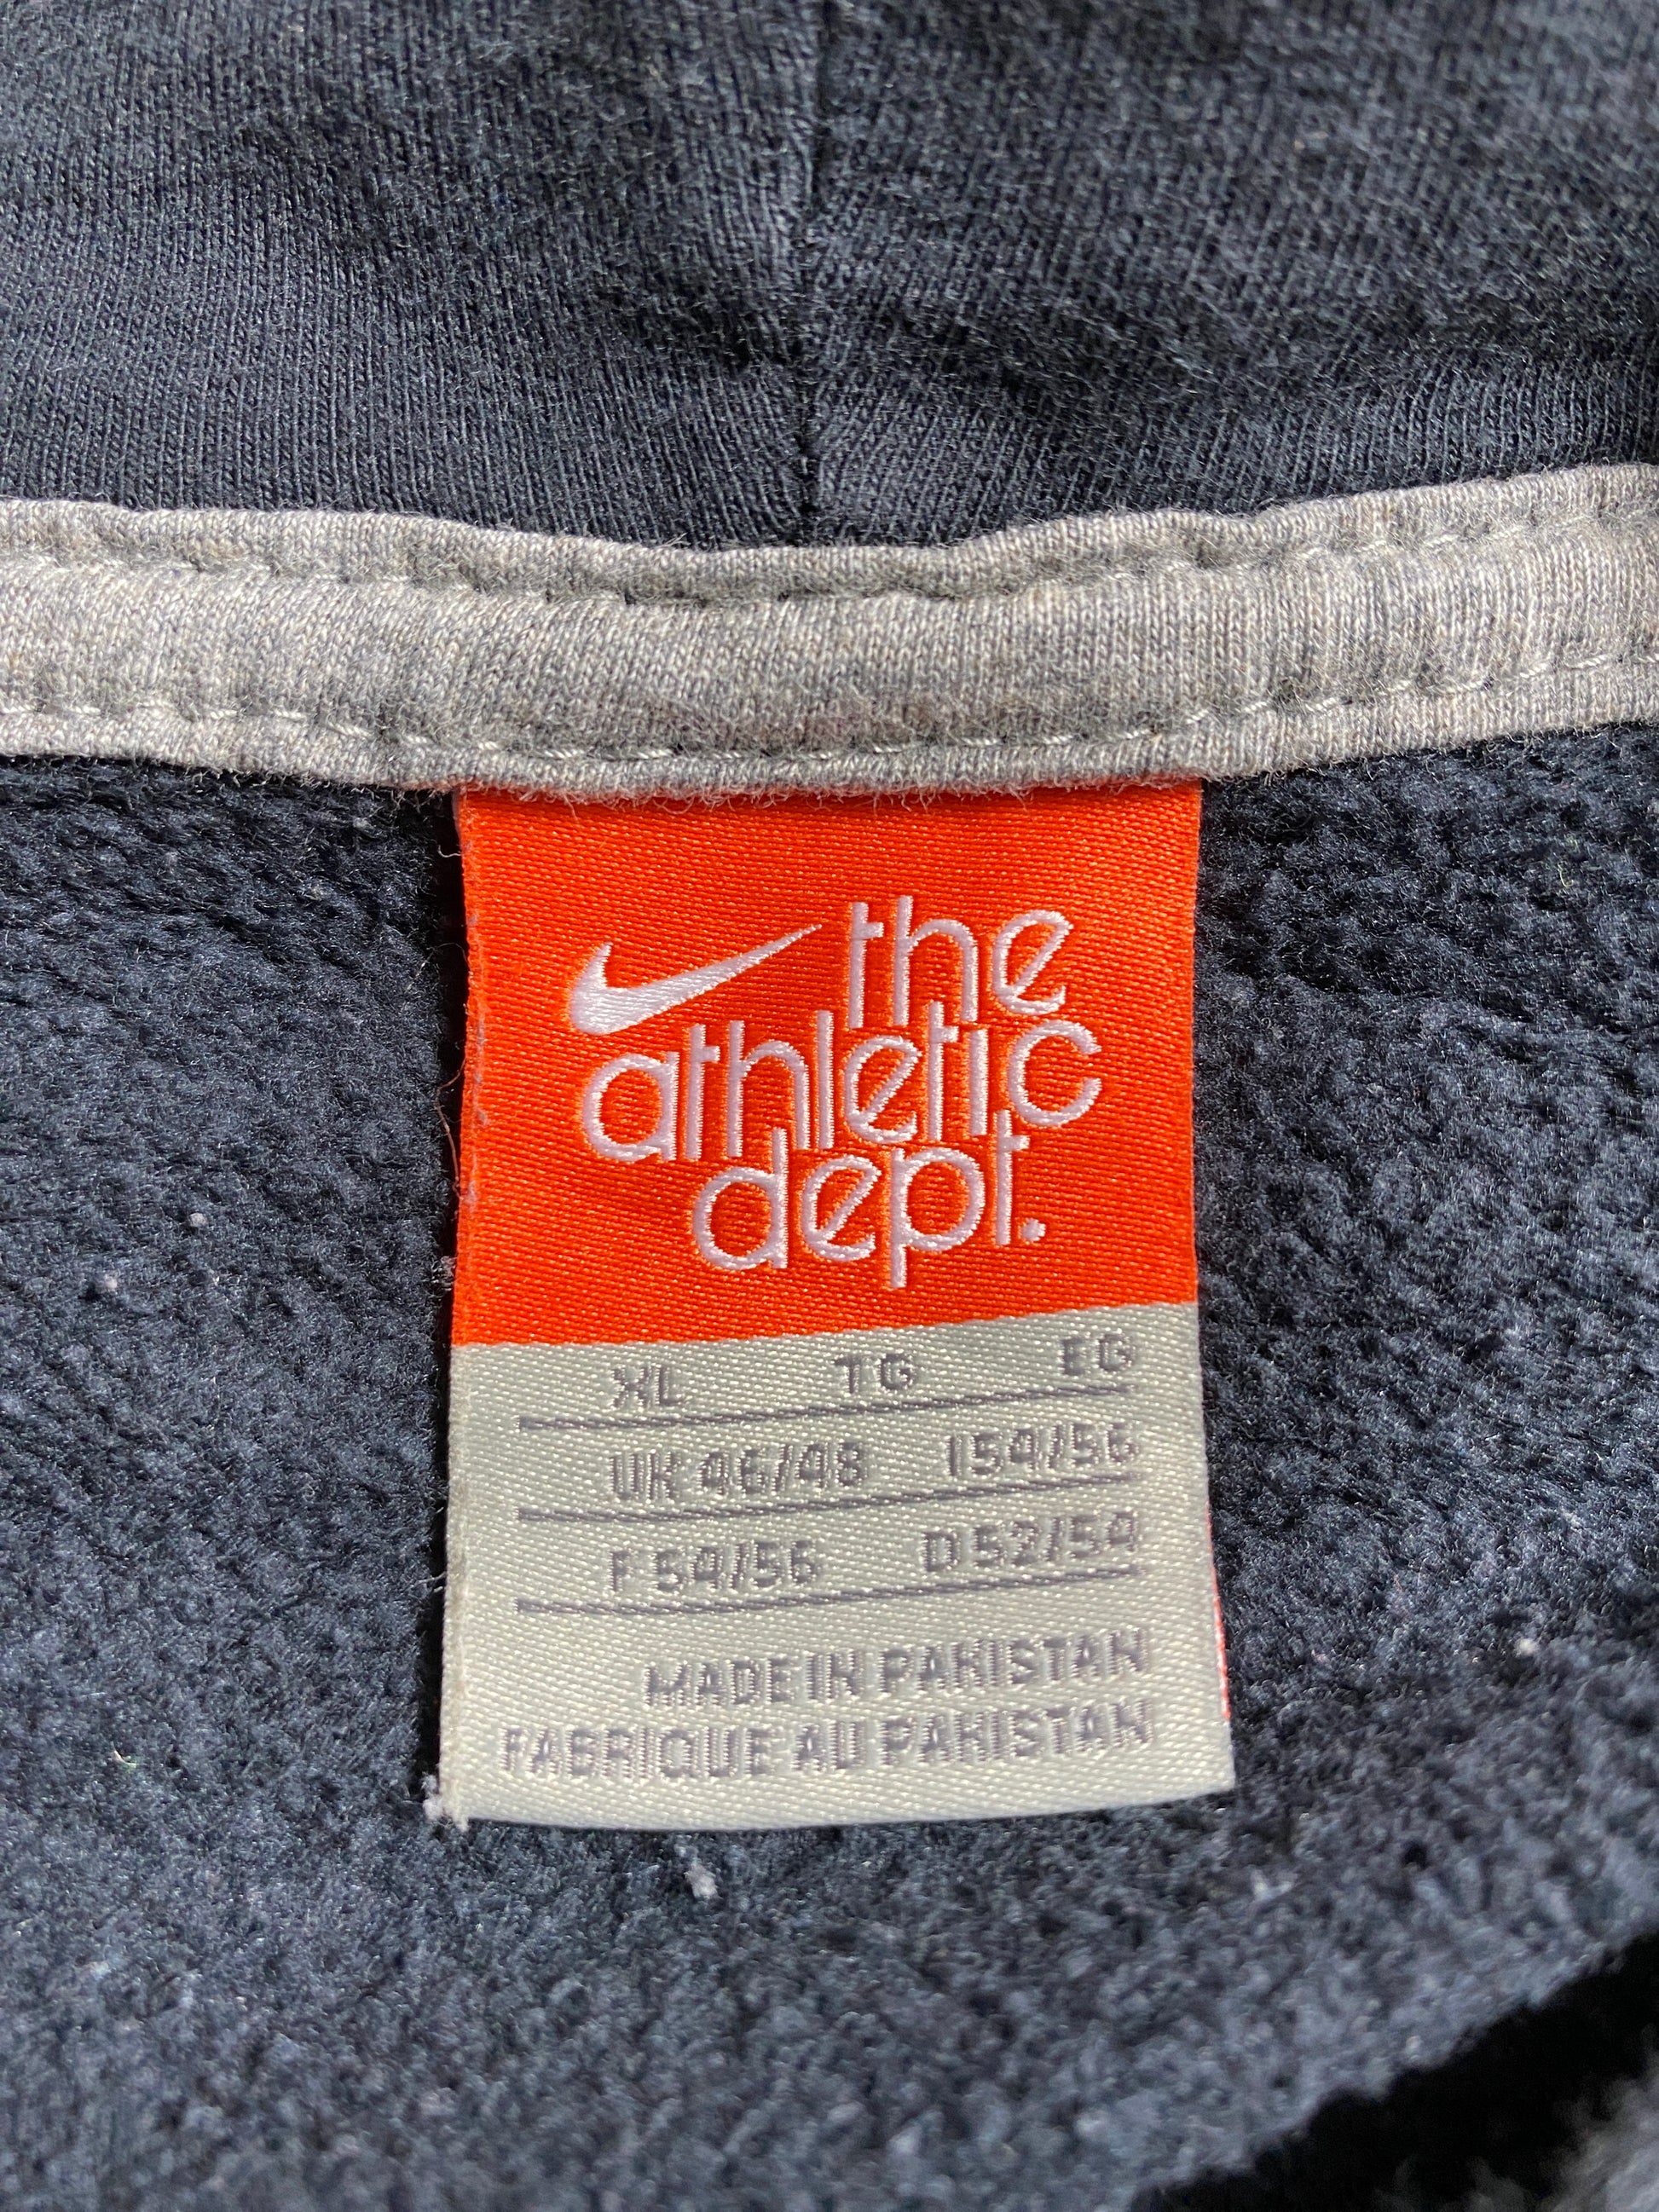 the
athletic
dept.
XL TG EG
UK 46/48 I54/56
F 54/56 D 52/54
MADE IN PAKISTAN
FABRIQUE AU PAKISTAN